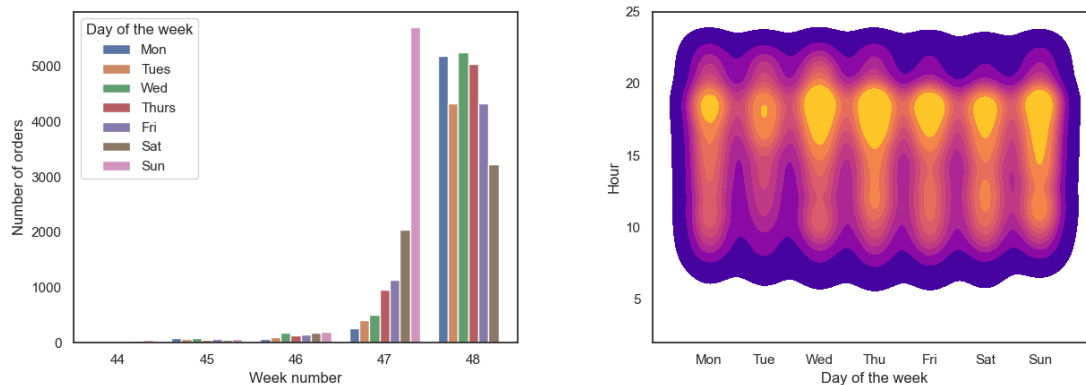 Day of the week
Mon
Tues
Wed
Thurs
Fri
Sat
Sun
Number of orders
5000
4000
3000
2000
1000
0
44 45 46 47 48
Week number
Hour
25
20
15
10
5
Mon Tue Wed Thu Fri Sat Sun
Day of the week